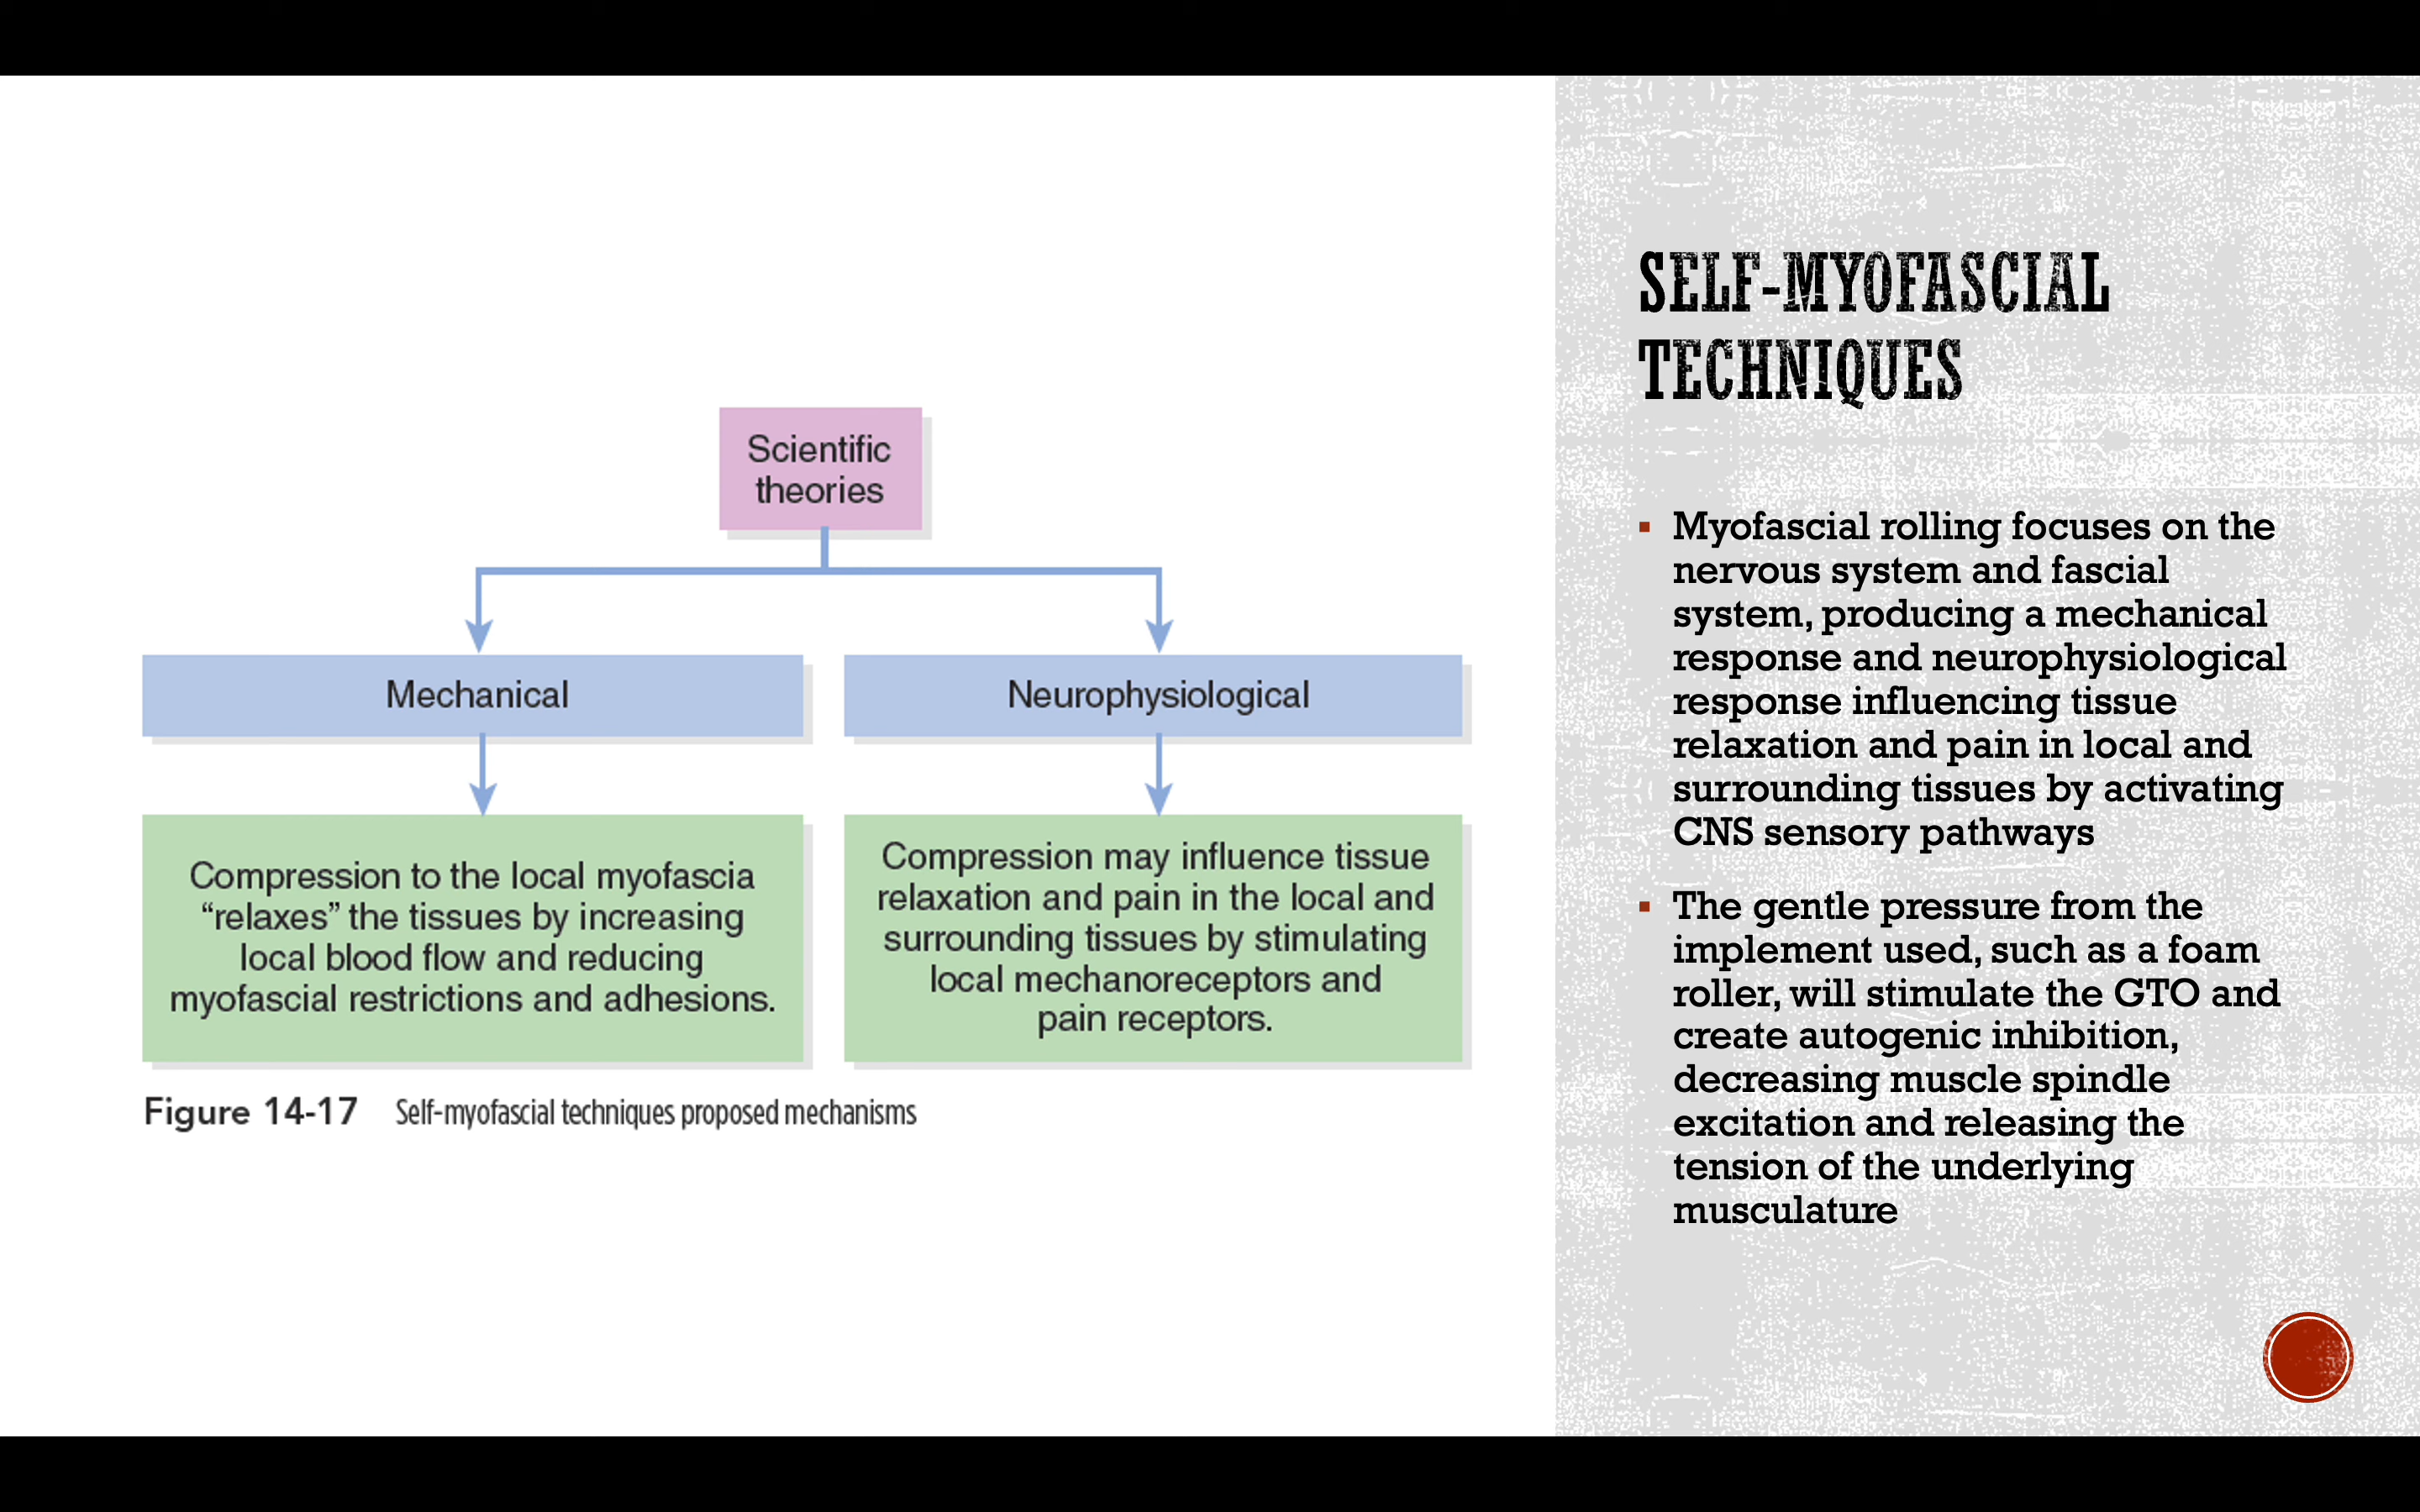 Scientific
theories
Mechanical
Neurophysiological
Compression to the local myofascia
“relaxes” the tissues by increasing
local blood flow and reducing
myofascial restrictions and adhesions.
Compression may influence tissue
relaxation and pain in the local and
surrounding tissues by stimulating
local mechanoreceptors and
pain receptors.
Figure 14-17 Self-myofascial techniques proposed mechanisms
SELF-MYOFASCIAL
TECHNIQUES
▪ Myofascial rolling focuses on the
nervous system and fascial
system, producing a mechanical
response and neurophysiological
response influencing tissue
relaxation and pain in local and
surrounding tissues by activating
CNS sensory pathways
▪ The gentle pressure from the
implement used, such as a foam
roller, will stimulate the GTO and
create autogenic inhibition,
decreasing muscle spindle
excitation and releasing the
tension of the underlying
musculature